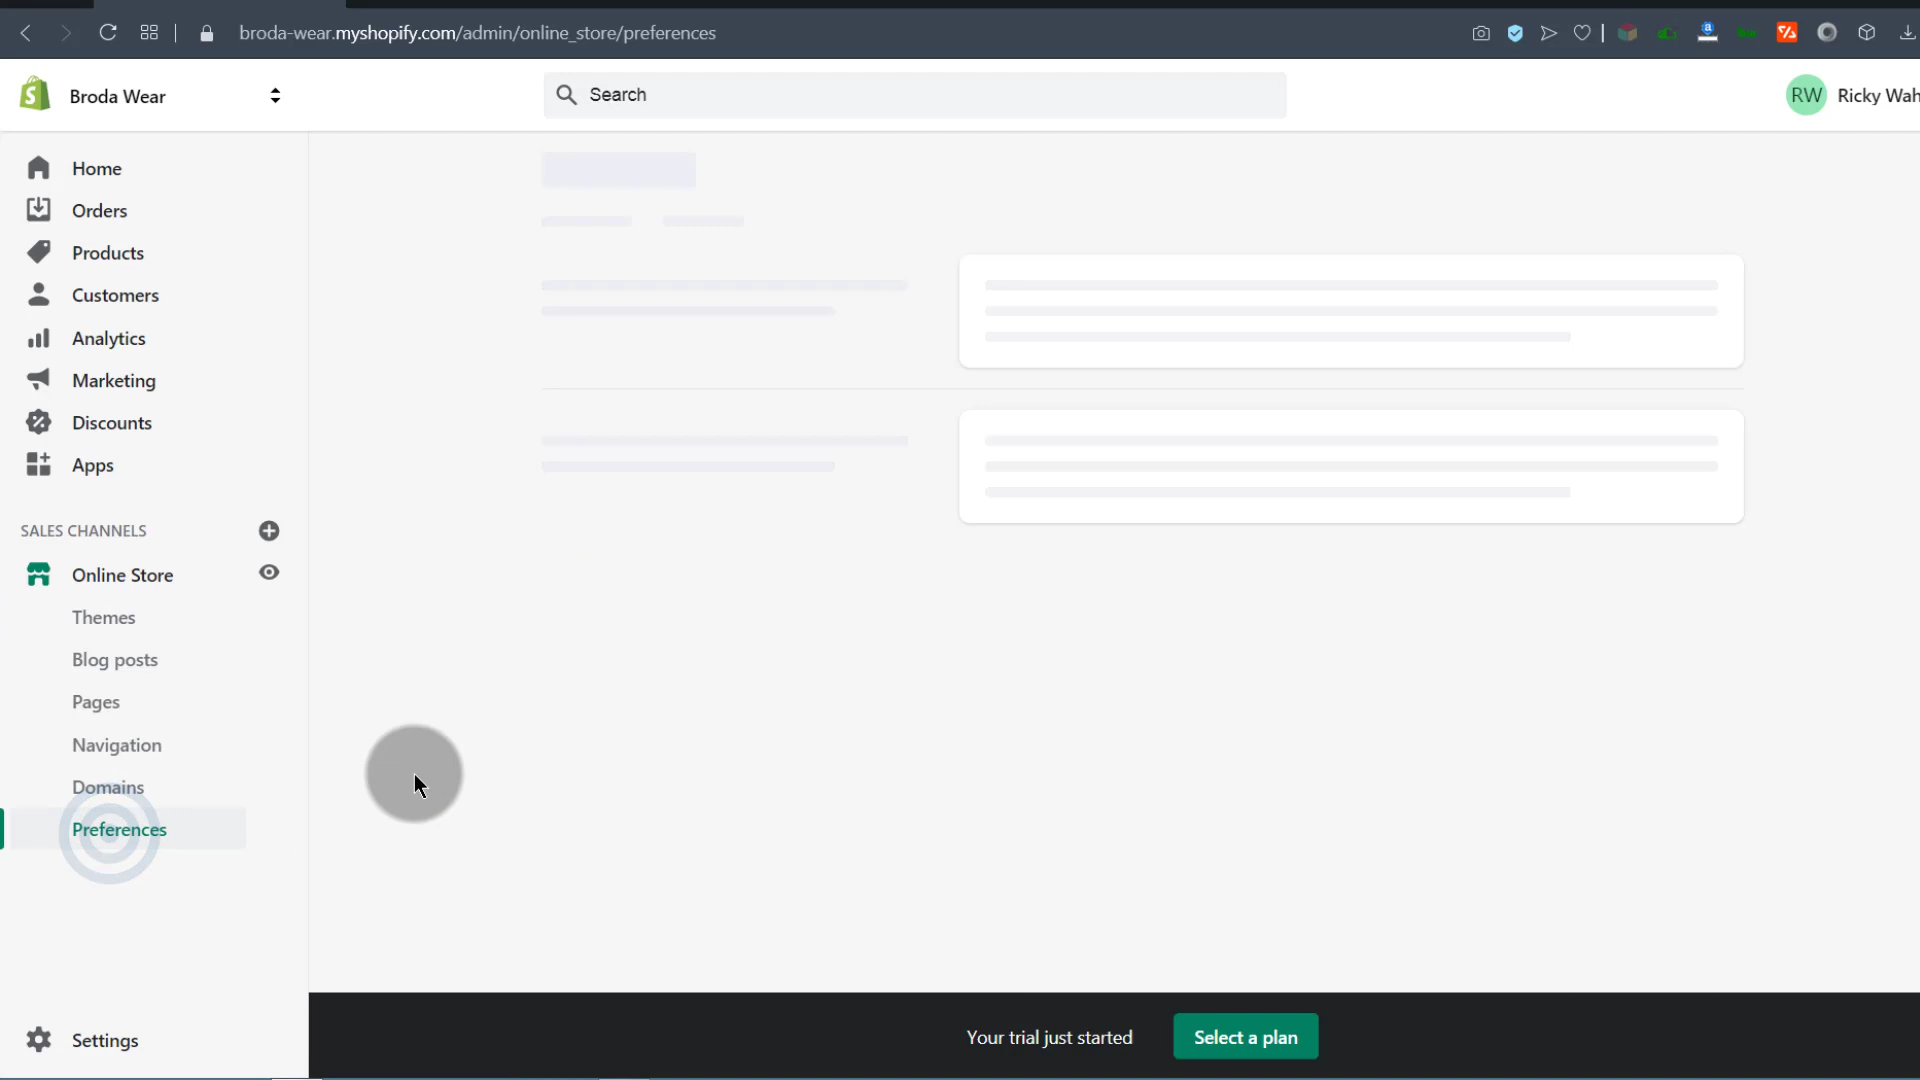 broda-wear.myshopify.com/admin/online_store/preferences
Broda Wear
Search
RW Ricky Wah
Home
Orders
Products
Customers
Analytics
Marketing
Discounts
Apps
SALES CHANNELS
Online Store
Themes
Blog posts
Pages
Navigation
Domains
Preferences
Settings
Your trial just started
Select a plan